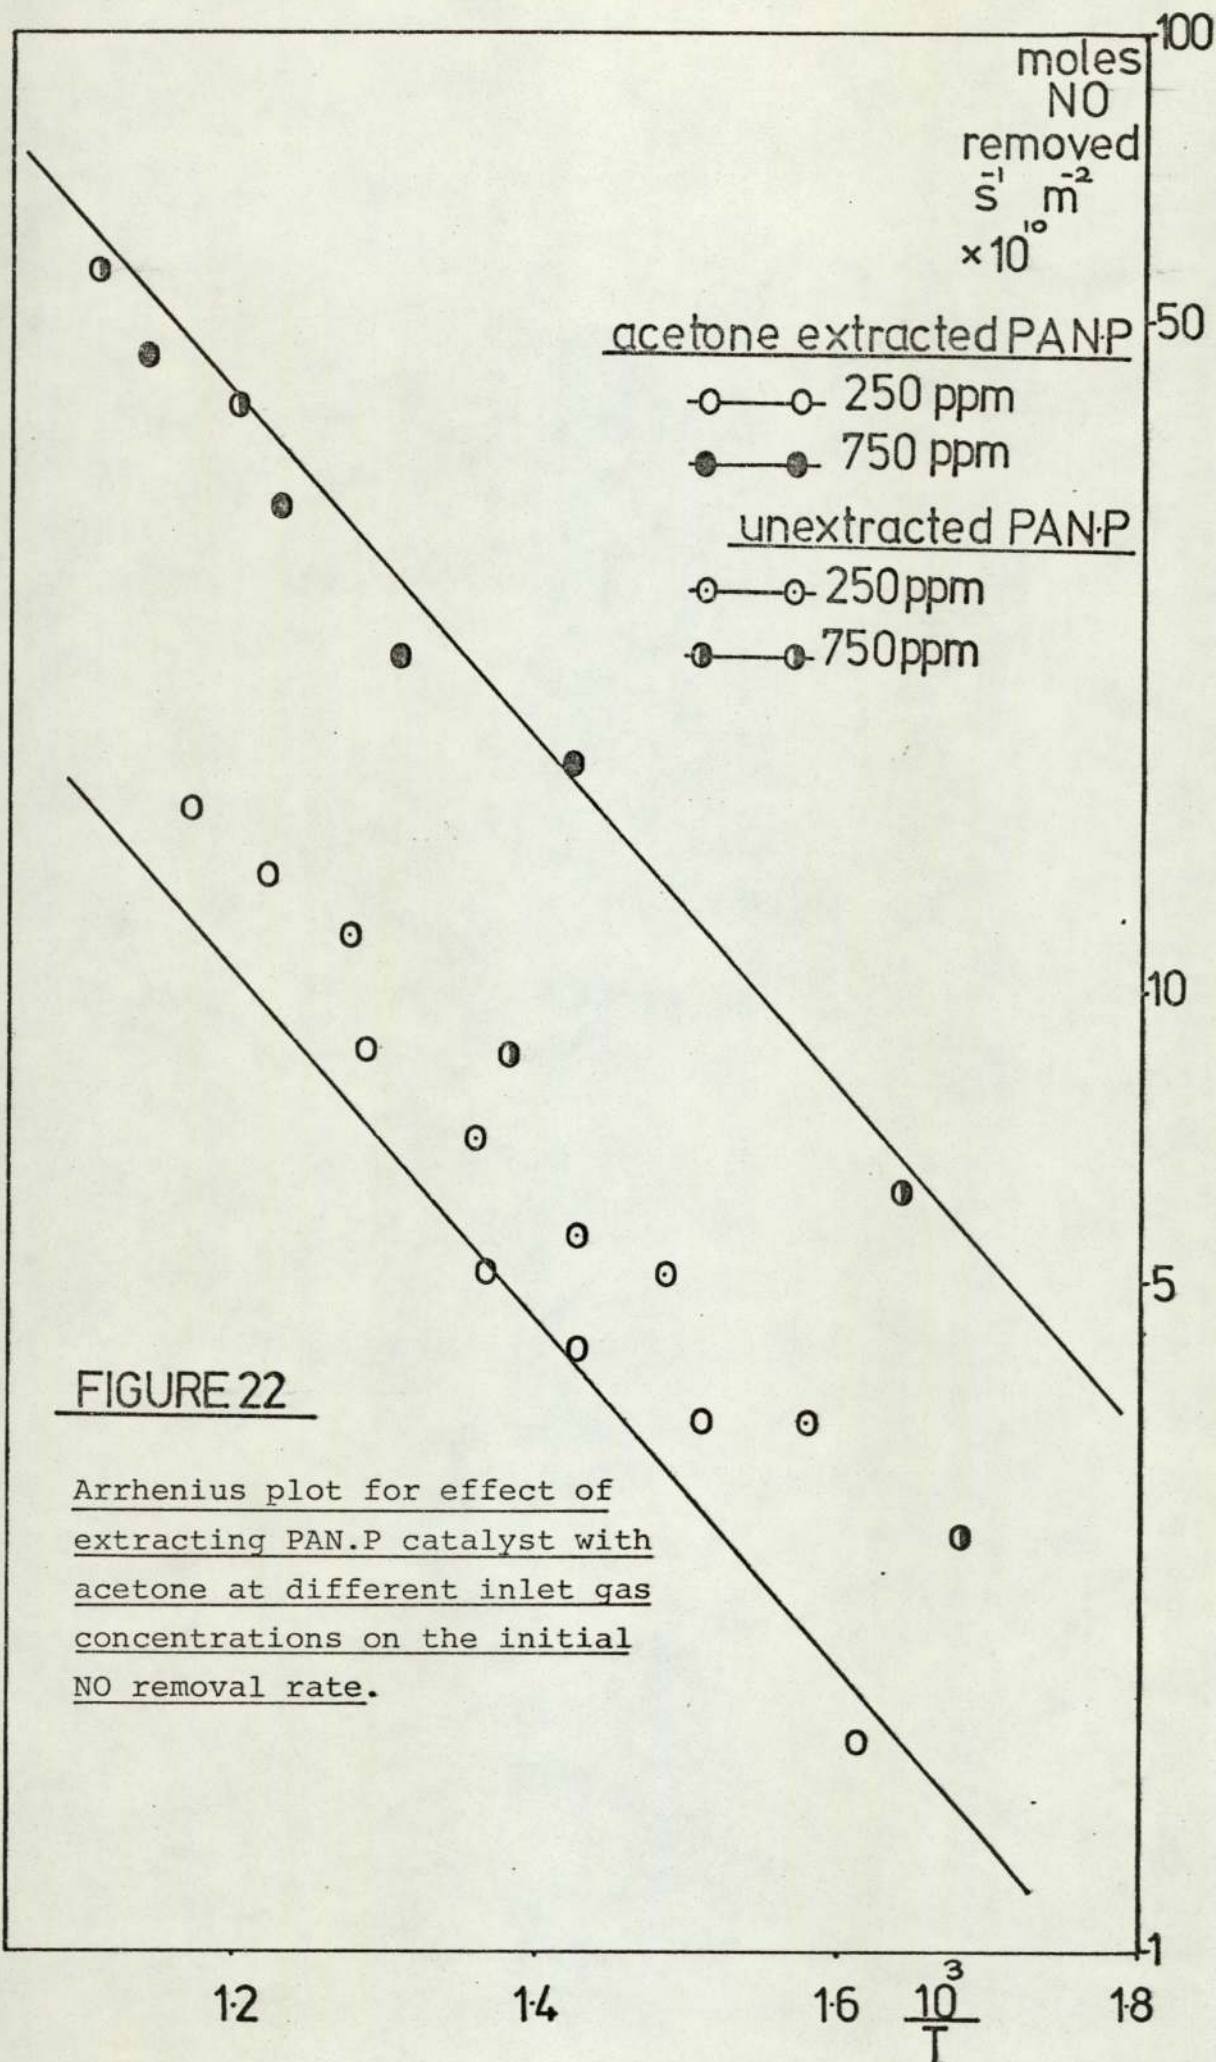 100
moles
NO
removed
s⁻¹ m⁻²
×10¹⁰
acetone extracted PAN·P
50
250 ppm
750 ppm
unextracted PAN·P
250ppm
750ppm
10
5
FIGURE 22
Arrhenius plot for effect of
extracting PAN.P catalyst with
acetone at different inlet gas
concentrations on the initial
NO removal rate.
1
1·2 1·4 1·6 10³/T 1·8